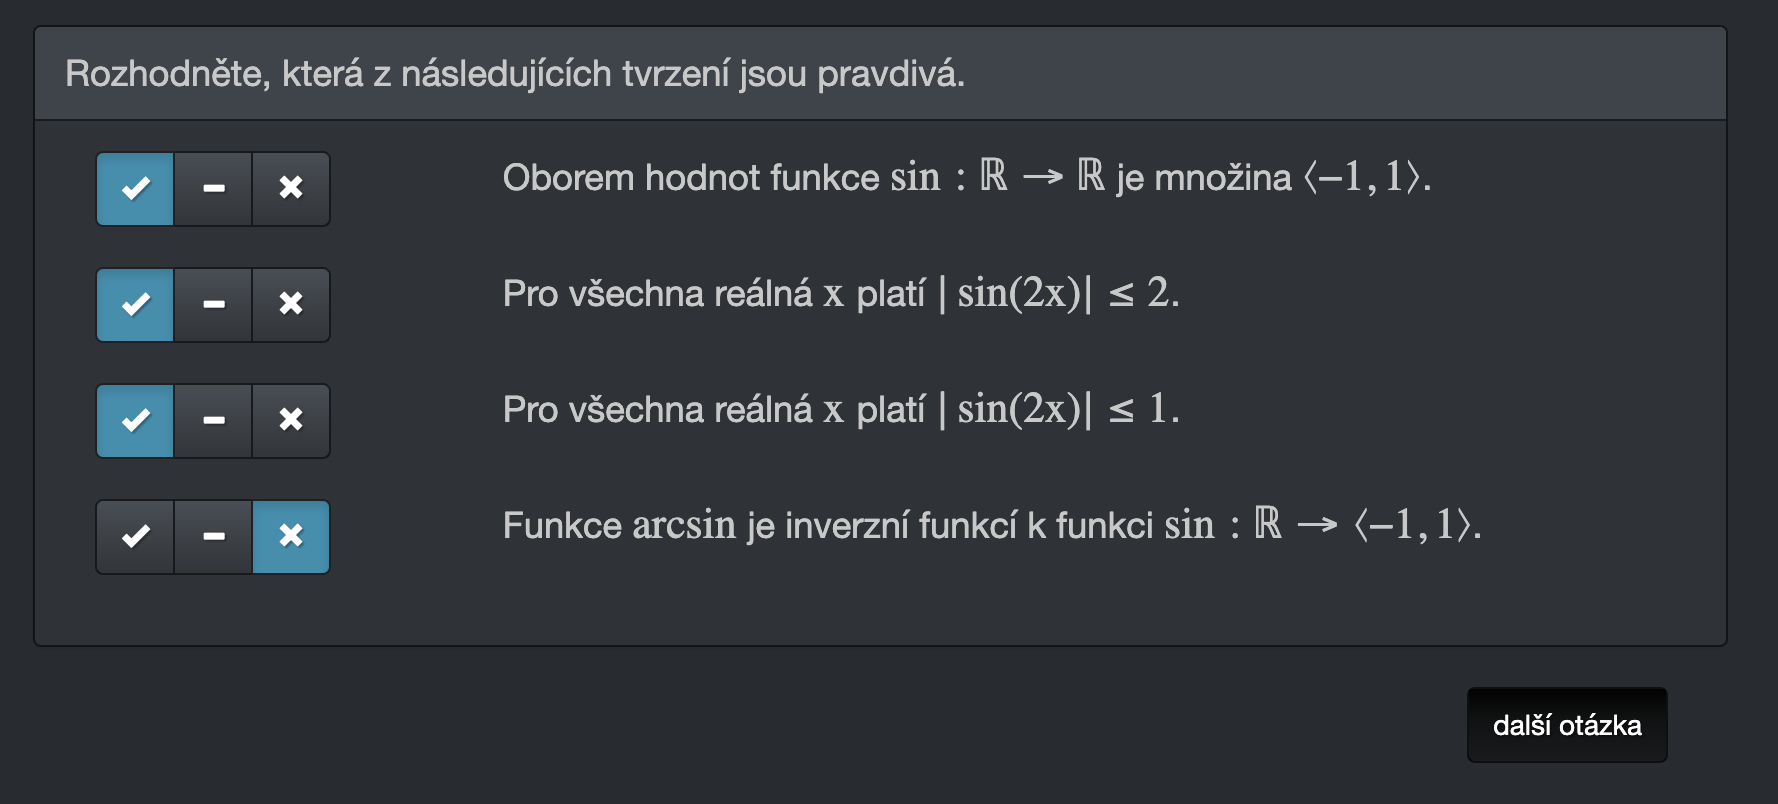 Rozhodněte, která z následujících tvrzení jsou pravdivá.
Oborem hodnot funkce sin : ℝ → ℝ je množina ⟨−1, 1⟩.
Pro všechna reálná x platí | sin(2x)| ≤ 2.
Pro všechna reálná x platí | sin(2x)| ≤ 1.
Funkce arcsin je inverzní funkcí k funkci sin : ℝ → ⟨−1, 1⟩.
další otázka